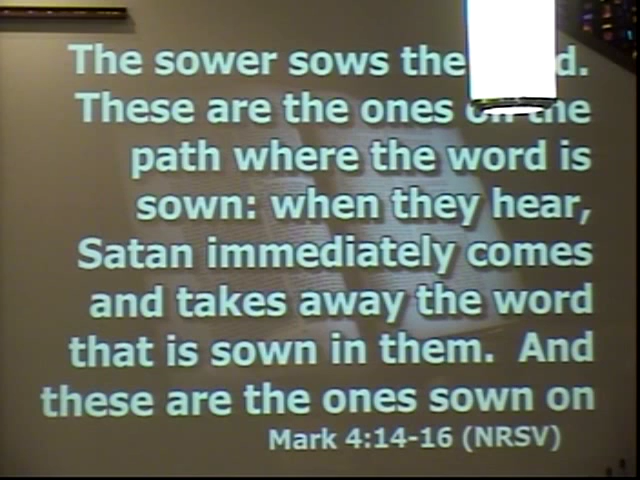 The sower sows the
These are the ones on the
path where the word is
sown: when they hear,
Satan immediately comes
and takes away the word
that is sown in them.  And
these are the ones sown on
Mark 4:14-16 (NRSV)